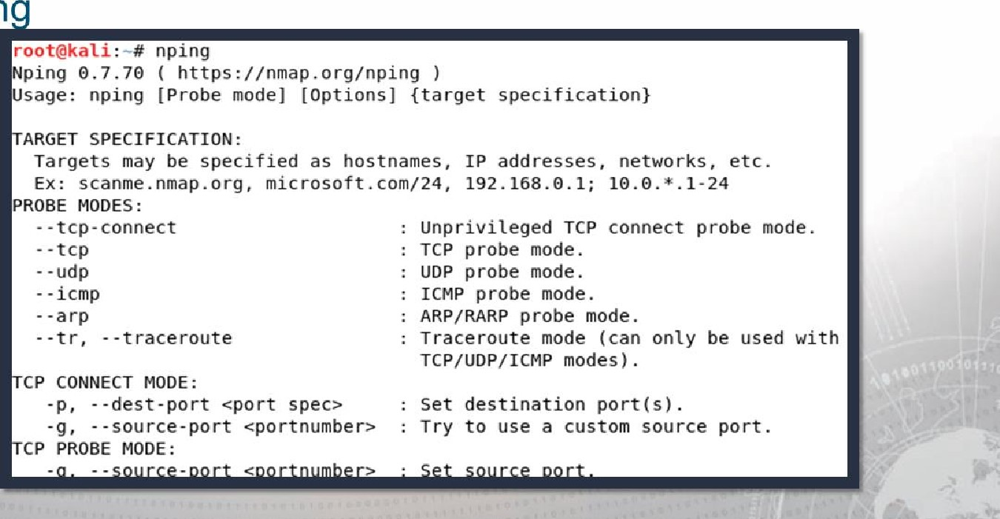 ng
root@kali:~# nping
Nping 0.7.70 ( https://nmap.org/nping )
Usage: nping [Probe mode] [Options] {target specification}
TARGET SPECIFICATION:
  Targets may be specified as hostnames, IP addresses, networks, etc.
  Ex: scanme.nmap.org, microsoft.com/24, 192.168.0.1; 10.0.*.1-24
PROBE MODES:
  --tcp-connect                    : Unprivileged TCP connect probe mode.
  --tcp                            : TCP probe mode.
  --udp                            : UDP probe mode.
  --icmp                           : ICMP probe mode.
  --arp                            : ARP/RARP probe mode.
  --tr, --traceroute               : Traceroute mode (can only be used with
                                     TCP/UDP/ICMP modes).
TCP CONNECT MODE:
   -p, --dest-port <port spec>     : Set destination port(s).
   -g, --source-port <portnumber>  : Try to use a custom source port.
TCP PROBE MODE:
   -g, --source-port <portnumber>  : Set source port.